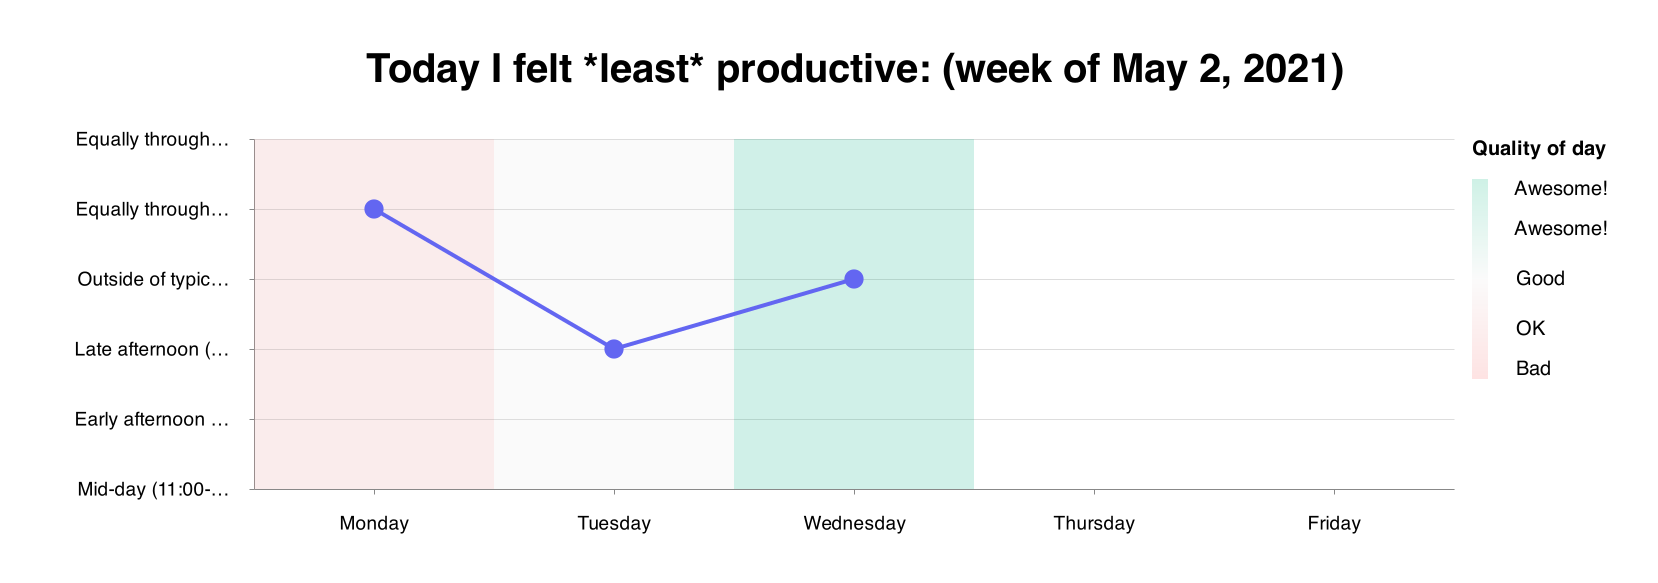 Today I felt *least* productive: (week of May 2, 2021)
Equally through…
Equally through…
Outside of typic…
Late afternoon (…
Early afternoon …
Mid-day (11:00-…
Monday
Tuesday
Wednesday
Thursday
Friday
Quality of day
Awesome!
Awesome!
Good
OK
Bad